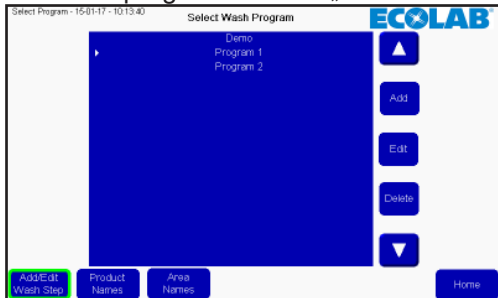 Select Program - 15-01-17 - 10:13:40
Select Wash Program
ECOLAB®
Demo
Program 1
Program 2
Add
Edit
Delete
Add/Edit
Wash Step
Product
Names
Area
Names
Home